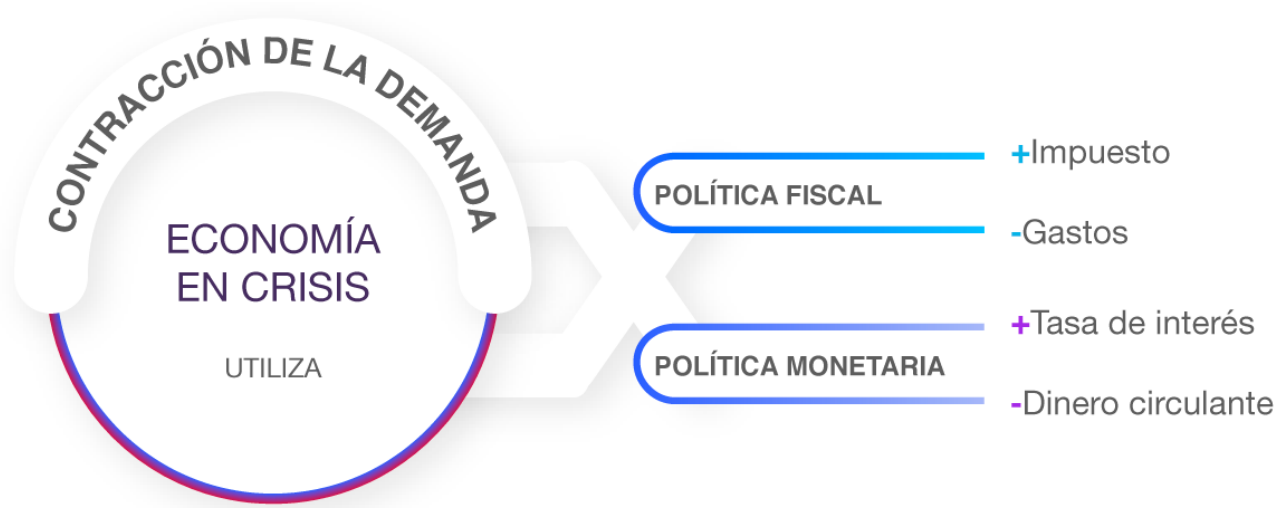 CONTRACCIÓN DE LA DEMANDA
ECONOMÍA
EN CRISIS
UTILIZA
POLÍTICA FISCAL
+Impuesto
-Gastos
POLÍTICA MONETARIA
+Tasa de interés
-Dinero circulante